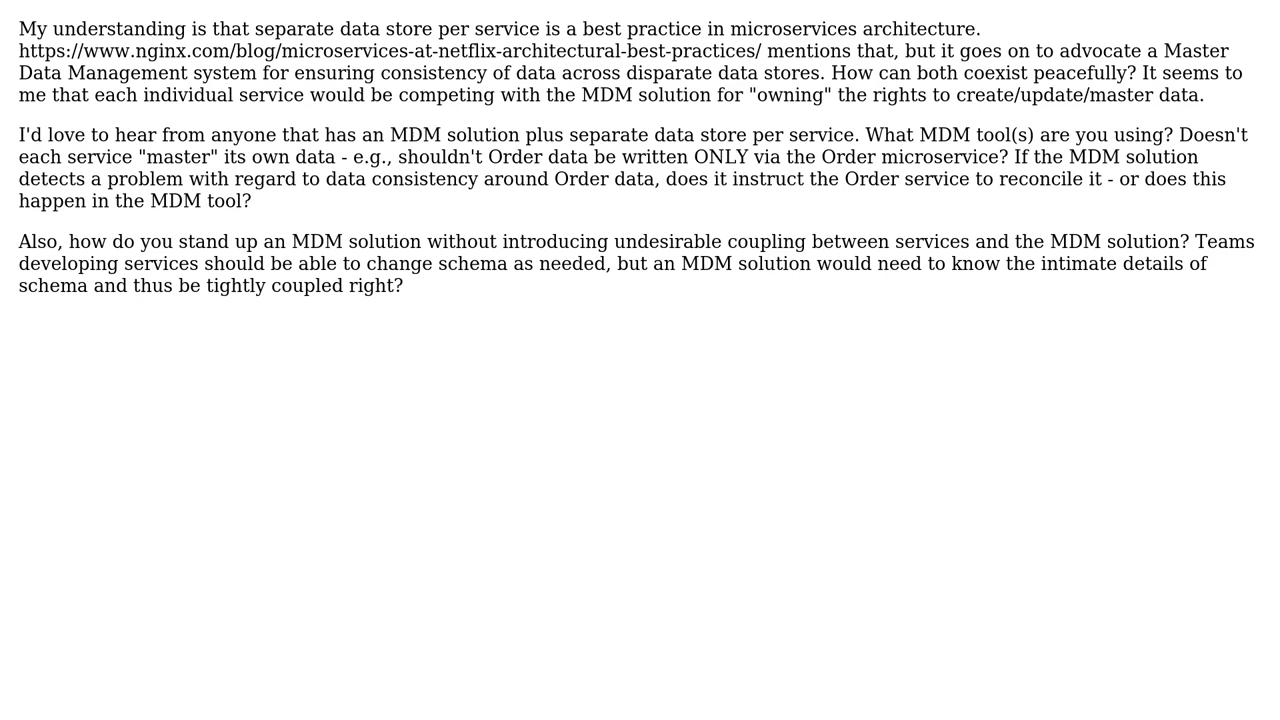 My understanding is that separate data store per service is a best practice in microservices architecture.
https://www.nginx.com/blog/microservices-at-netflix-architectural-best-practices/ mentions that, but it goes on to advocate a Master
Data Management system for ensuring consistency of data across disparate data stores. How can both coexist peacefully? It seems to
me that each individual service would be competing with the MDM solution for "owning" the rights to create/update/master data.
I'd love to hear from anyone that has an MDM solution plus separate data store per service. What MDM tool(s) are you using? Doesn't
each service "master" its own data - e.g., shouldn't Order data be written ONLY via the Order microservice? If the MDM solution
detects a problem with regard to data consistency around Order data, does it instruct the Order service to reconcile it - or does this
happen in the MDM tool?
Also, how do you stand up an MDM solution without introducing undesirable coupling between services and the MDM solution? Teams
developing services should be able to change schema as needed, but an MDM solution would need to know the intimate details of
schema and thus be tightly coupled right?